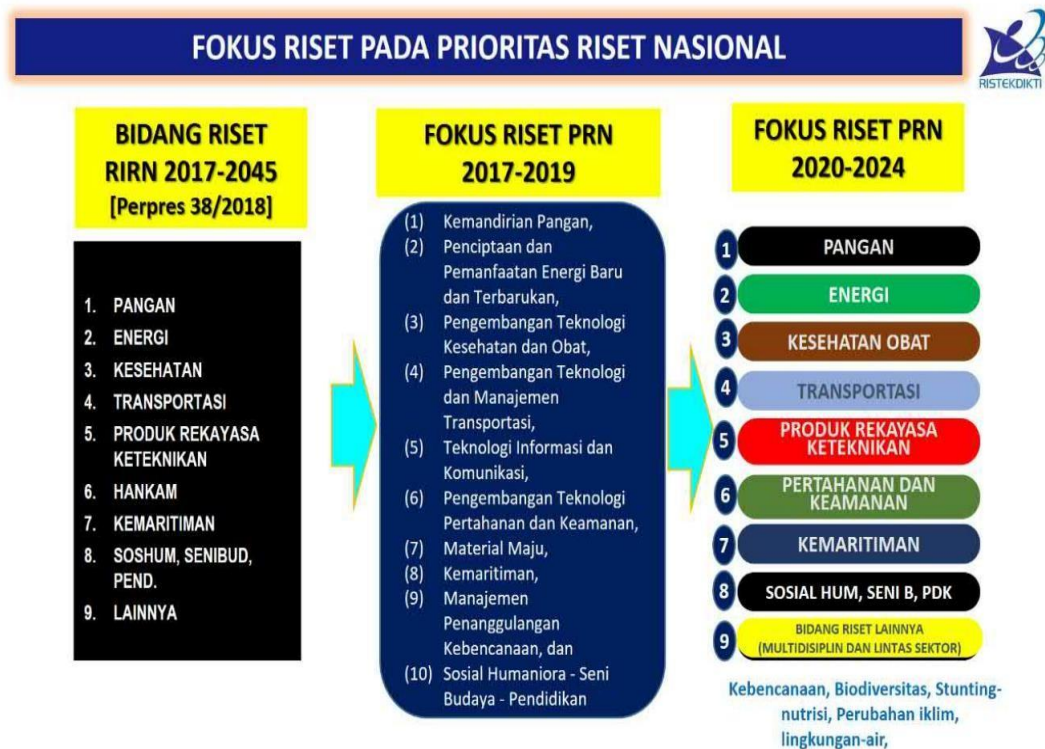 FOKUS RISET PADA PRIORITAS RISET NASIONAL
RISTEKDIKTI
BIDANG RISET
RIRN 2017-2045
[Perpres 38/2018]
1. PANGAN
2. ENERGI
3. KESEHATAN
4. TRANSPORTASI
5. PRODUK REKAYASA
KETEKNIKAN
6. HANKAM
7. KEMARITIMAN
8. SOSHUM, SENIBUD,
PEND.
9. LAINNYA
FOKUS RISET PRN
2017-2019
(1) Kemandirian Pangan,
(2) Penciptaan dan
Pemanfaatan Energi Baru
dan Terbarukan,
(3) Pengembangan Teknologi
Kesehatan dan Obat,
(4) Pengembangan Teknologi
dan Manajemen
Transportasi,
(5) Teknologi Informasi dan
Komunikasi,
(6) Pengembangan Teknologi
Pertahanan dan Keamanan,
(7) Material Maju,
(8) Kemaritiman,
(9) Manajemen
Penanggulangan
Kebencanaan, dan
(10) Sosial Humaniora - Seni
Budaya - Pendidikan
FOKUS RISET PRN
2020-2024
1 PANGAN
2 ENERGI
3 KESEHATAN OBAT
4 TRANSPORTASI
5 PRODUK REKAYASA
KETEKNIKAN
6 PERTAHANAN DAN
KEAMANAN
7 KEMARITIMAN
8 SOSIAL HUM, SENI B, PDK
9 BIDANG RISET LAINNYA
(MULTIDISIPLIN DAN LINTAS SEKTOR)
Kebencanaan, Biodiversitas, Stunting-
nutrisi, Perubahan iklim,
lingkungan-air,